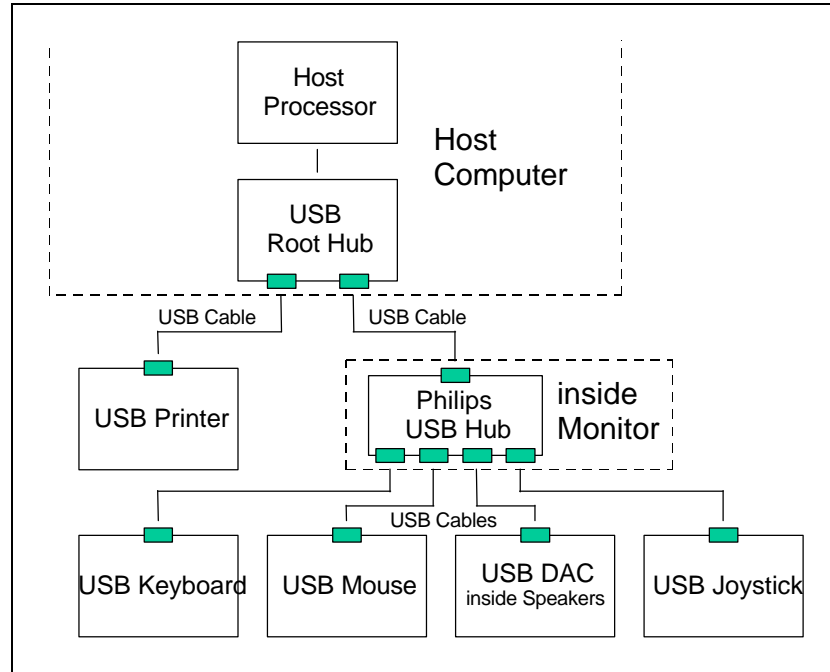 Host
Processor
Host
Computer
USB
Root Hub
USB Cable
USB Cable
USB Printer
Philips
USB Hub
inside
Monitor
USB Cables
USB Keyboard
USB Mouse
USB DAC
inside Speakers
USB Joystick